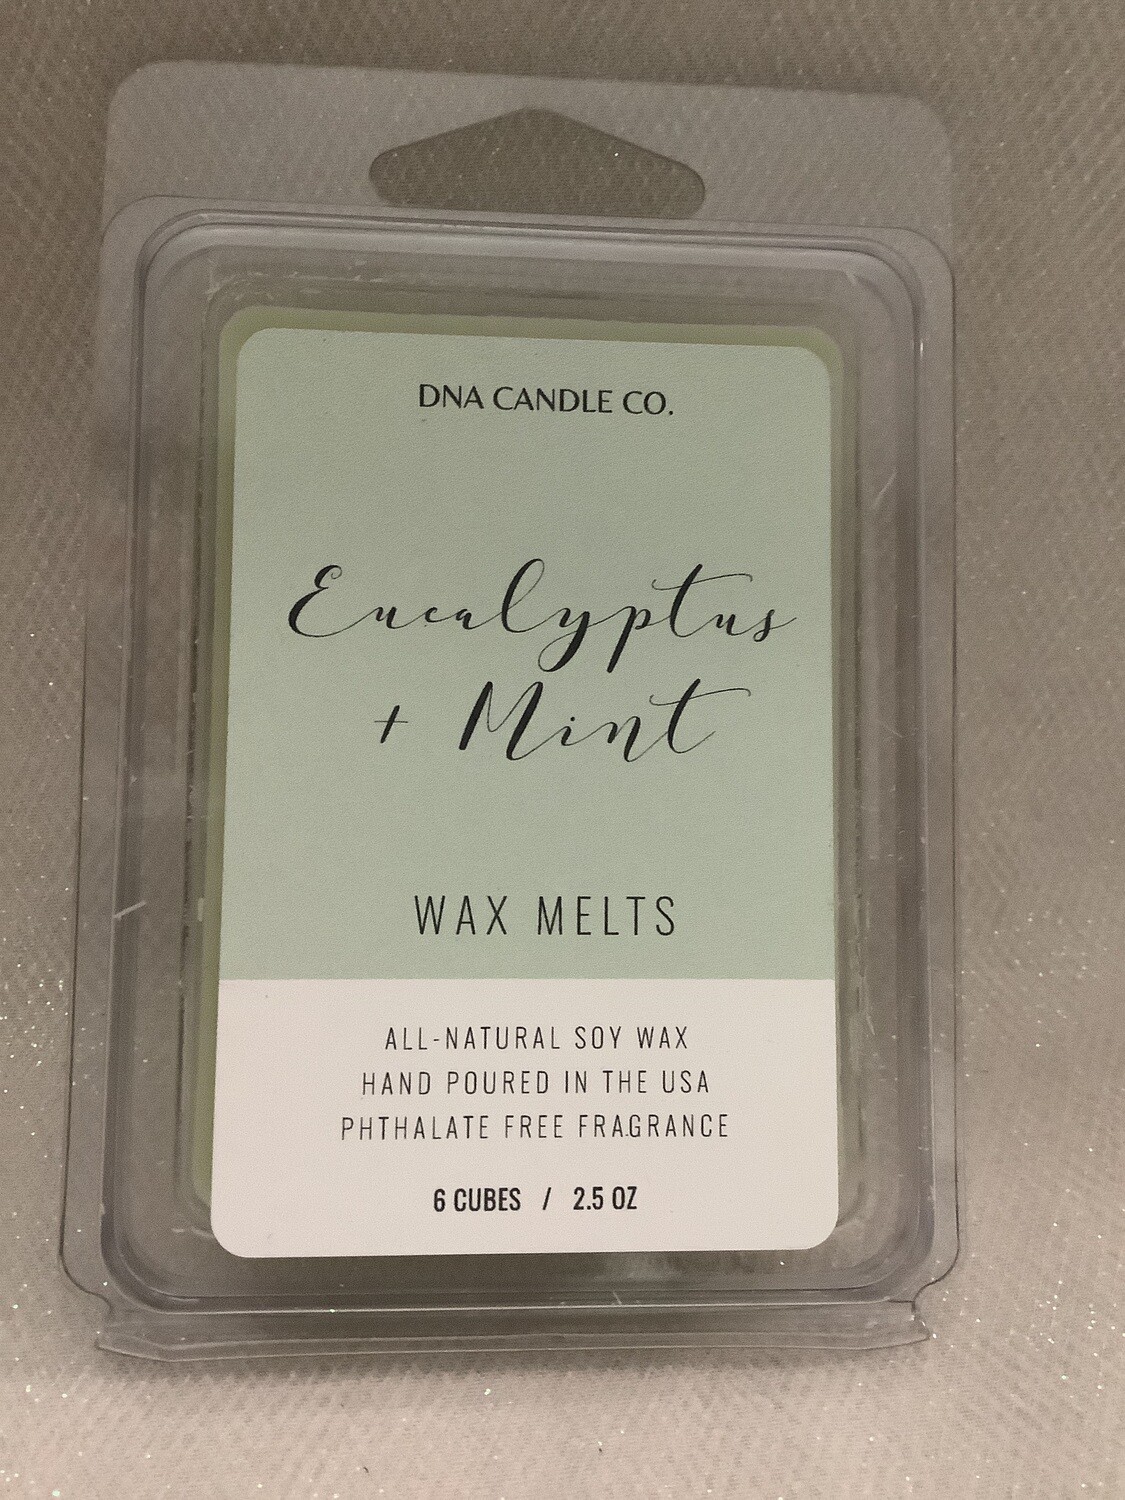 DNA CANDLE CO.
Eucalyptus
+ Mint
WAX MELTS
ALL-NATURAL SOY WAX
HAND POURED IN THE USA
PHTHALATE FREE FRAGRANCE
6 CUBES / 2.5 OZ